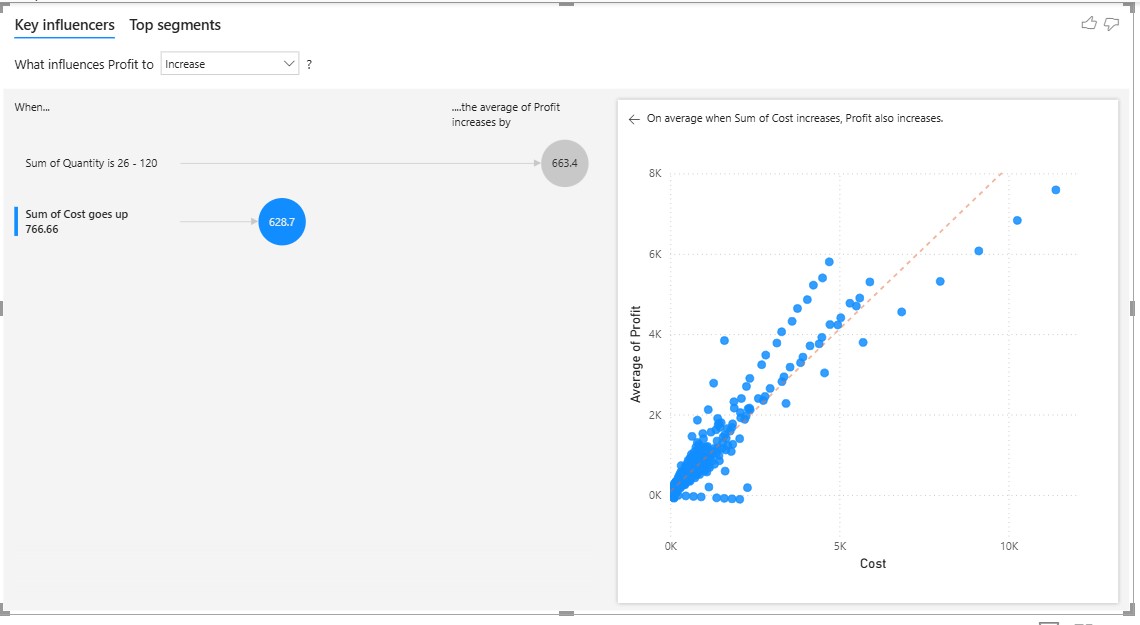 Key influencers Top segments
What influences Profit to Increase ?
When...
....the average of Profit
increases by
Sum of Quantity is 26 - 120
663.4
Sum of Cost goes up
766.66
628.7
On average when Sum of Cost increases, Profit also increases.
Average of Profit
8K
6K
4K
2K
0K
0K 5K 10K
Cost